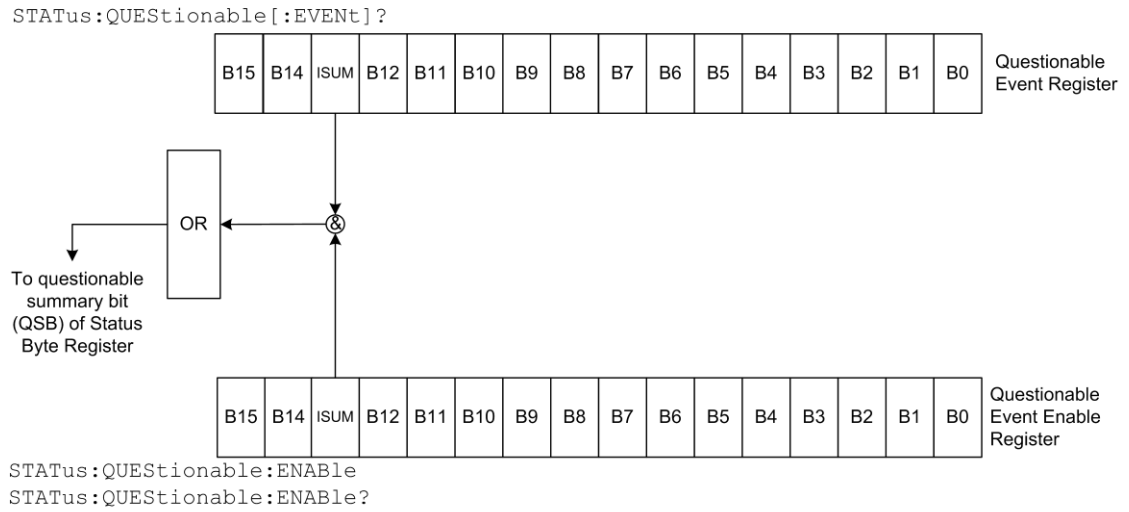 STATus:QUEStionable[:EVENt]?
B15 B14 ISUM B12 B11 B10 B9 B8 B7 B6 B5 B4 B3 B2 B1 B0
Questionable
Event Register
OR
&
To questionable
summary bit
(QSB) of Status
Byte Register
B15 B14 ISUM B12 B11 B10 B9 B8 B7 B6 B5 B4 B3 B2 B1 B0
Questionable
Event Enable
Register
STATus:QUEStionable:ENABle
STATus:QUEStionable:ENABle?